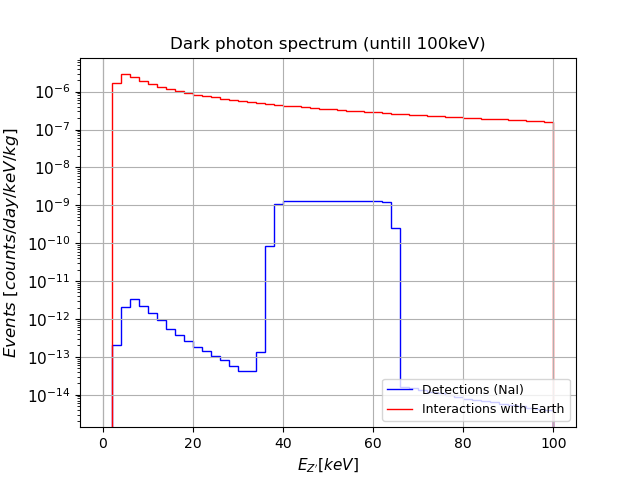 Dark photon spectrum (untill 100keV)
Events [counts/day/keV/kg]
10⁻⁶
10⁻⁷
10⁻⁸
10⁻⁹
10⁻¹⁰
10⁻¹¹
10⁻¹²
10⁻¹³
10⁻¹⁴
Detections (NaI)
Interactions with Earth
0 20 40 60 80 100
E_Z' [keV]